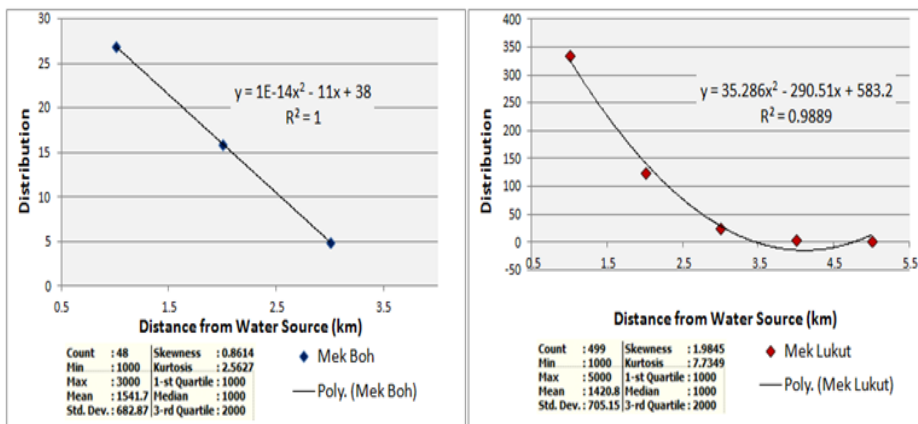 30
25
20
15
10
5
0
Distribution
y = 1E-14x² - 11x + 38
R² = 1
0.5 1.5 2.5 3.5
Distance from Water Source (km)
Count : 48 Skewness : 0.8614
Min : 1000 Kurtosis : 2.5627
Max : 3000 1-st Quartile : 1000
Mean : 1541.7 Median : 1000
Std. Dev. : 682.87 3-rd Quartile : 2000
Mek Boh
Poly. (Mek Boh)
400
350
300
250
200
150
100
50
0
-50
Distribution
y = 35.286x² - 290.51x + 583.2
R² = 0.9889
0.5 1.5 2.5 3.5 4.5 5.5
Distance from Water Source (km)
Count : 499 Skewness : 1.9845
Min : 1000 Kurtosis : 7.7349
Max : 5000 1-st Quartile : 1000
Mean : 1420.8 Median : 1000
Std. Dev. : 705.15 3-rd Quartile : 2000
Mek Lukut
Poly. (Mek Lukut)